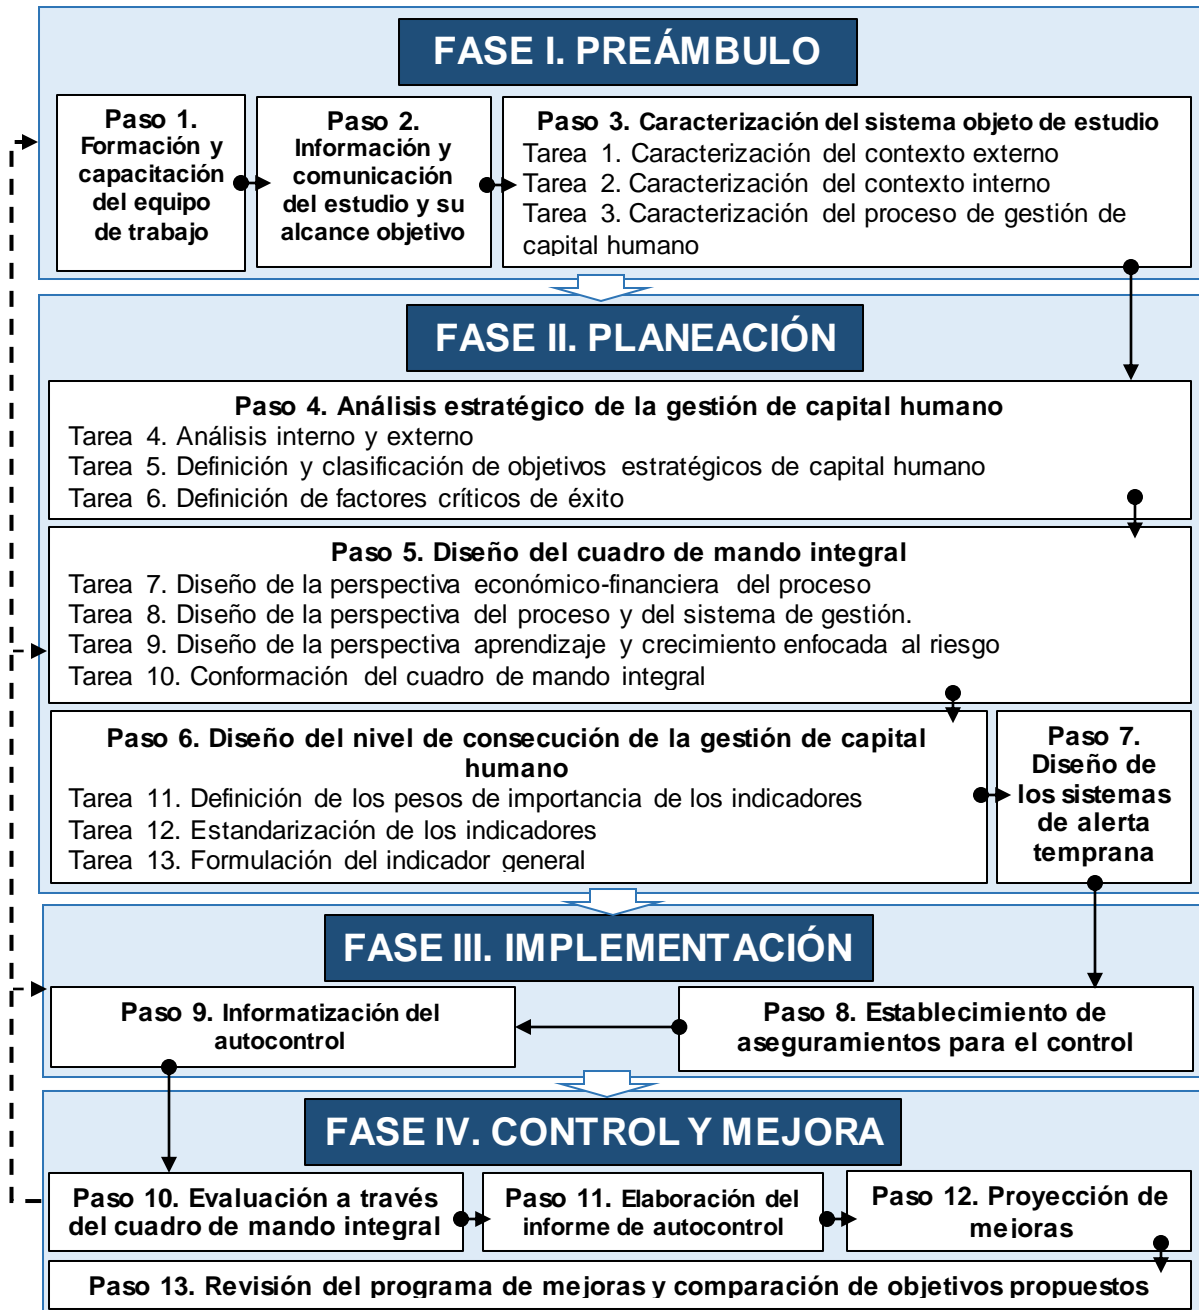 FASE I. PREÁMBULO
Paso 1.
Formación y
capacitación
del equipo
de trabajo
Paso 2.
Información y
comunicación
del estudio y su
alcance objetivo
Paso 3. Caracterización del sistema objeto de estudio
Tarea 1. Caracterización del contexto externo
Tarea 2. Caracterización del contexto interno
Tarea 3. Caracterización del proceso de gestión de
capital humano
FASE II. PLANEACIÓN
Paso 4. Análisis estratégico de la gestión de capital humano
Tarea 4. Análisis interno y externo
Tarea 5. Definición y clasificación de objetivos estratégicos de capital humano
Tarea 6. Definición de factores críticos de éxito
Paso 5. Diseño del cuadro de mando integral
Tarea 7. Diseño de la perspectiva económico-financiera del proceso
Tarea 8. Diseño de la perspectiva del proceso y del sistema de gestión.
Tarea 9. Diseño de la perspectiva aprendizaje y crecimiento enfocada al riesgo
Tarea 10. Conformación del cuadro de mando integral
Paso 6. Diseño del nivel de consecución de la gestión de capital
humano
Tarea 11. Definición de los pesos de importancia de los indicadores
Tarea 12. Estandarización de los indicadores
Tarea 13. Formulación del indicador general
Paso 7.
Diseño de
los sistemas
de alerta
temprana
FASE III. IMPLEMENTACIÓN
Paso 9. Informatización del
autocontrol
Paso 8. Establecimiento de
aseguramientos para el control
FASE IV. CONTROL Y MEJORA
Paso 10. Evaluación a través
del cuadro de mando integral
Paso 11. Elaboración del
informe de autocontrol
Paso 12. Proyección de
mejoras
Paso 13. Revisión del programa de mejoras y comparación de objetivos propuestos